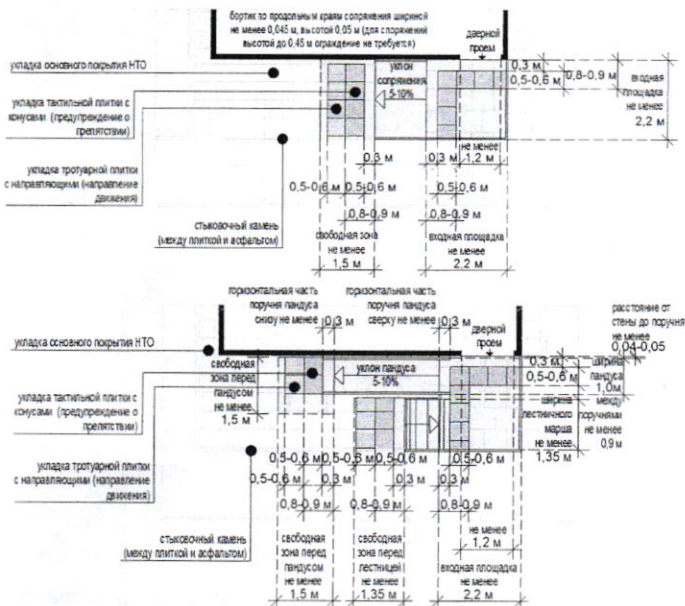 бортик по продольным краям сопряжения шириной
не менее 0,045 м, высотой 0,05 м (для сопряжений
высотой до 0,45 м ограждение не требуется)
дверной
проем
укладка основного покрытия НТО
уклон
сопряжения
5-10%
0,3 м
0,5-0,6 м
0,8-0,9 м
входная
площадка
не менее
2,2 м
укладка тактильной плитки с
конусами (предупреждение о
препятствии)
не менее
0,3 м
0,3 м
1,2 м
укладка тротуарной плитки
с направляющими (направление
движения)
0,5-0,6 м
0,5-0,6 м
0,5-0,6 м
0,8-0,9 м
0,8-0,9 м
стыковочный камень
(между плиткой и асфальтом)
свободная зона
не менее
1,5 м
входная площадка
не менее
2,2 м
горизонтальная часть
поручня пандуса
снизу не менее
0,3 м
горизонтальная часть
поручня пандуса
сверху не менее
0,3 м
дверной
проем
расстояние от
стены до поручня
не менее
0,04-0,05
укладка основного покрытия НТО
свободная
зона перед
пандусом
не менее
1,5 м
уклон пандуса
5-10%
0,3 м
0,5-0,6 м
ширина
пандуса
1,0м
между
поручнями
не менее
0,9 м
ширина
лестничного
марша
не менее
1,35 м
укладка тактильной плитки с
конусами (предупреждение о
препятствии)
укладка тротуарной плитки
с направляющими (направление
движения)
0,5-0,6 м
0,5-0,6 м
0,5-0,6 м
0,5-0,6 м
0,5-0,6 м
0,3 м
0,3 м
0,3 м
0,8-0,9 м
0,8-0,9 м
0,8-0,9 м
стыковочный камень
(между плиткой и асфальтом)
не менее
1,2 м
свободная
зона перед
пандусом
не менее
1,5 м
свободная
зона перед
лестницей
не менее
1,35 м
входная площадка
не менее
2,2 м